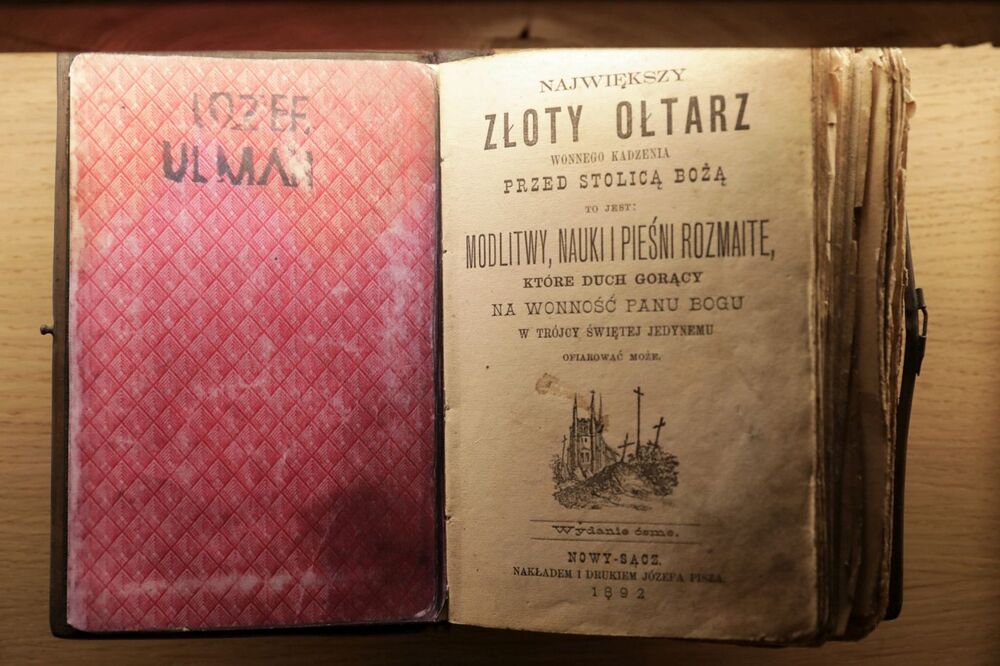 ULMAN
NAJWIĘKSZY
ZŁOTY OŁTARZ
WONNEGO KADZENIA
PRZED STOLICĄ BOŻĄ
TO JEST:
MODLITWY, NAUKI I PIEŚNI ROZMAITE,
KTÓRE DUCH GORĄCY
NA WONNOŚĆ PANU BOGU
W TRÓJCY ŚWIĘTEJ JEDYNEMU
OFIAROWAĆ MOŻE.
Wydanie ósme.
NOWY-SĄCZ.
NAKŁADEM I DRUKIEM JÓZEFA PISZA.
1892